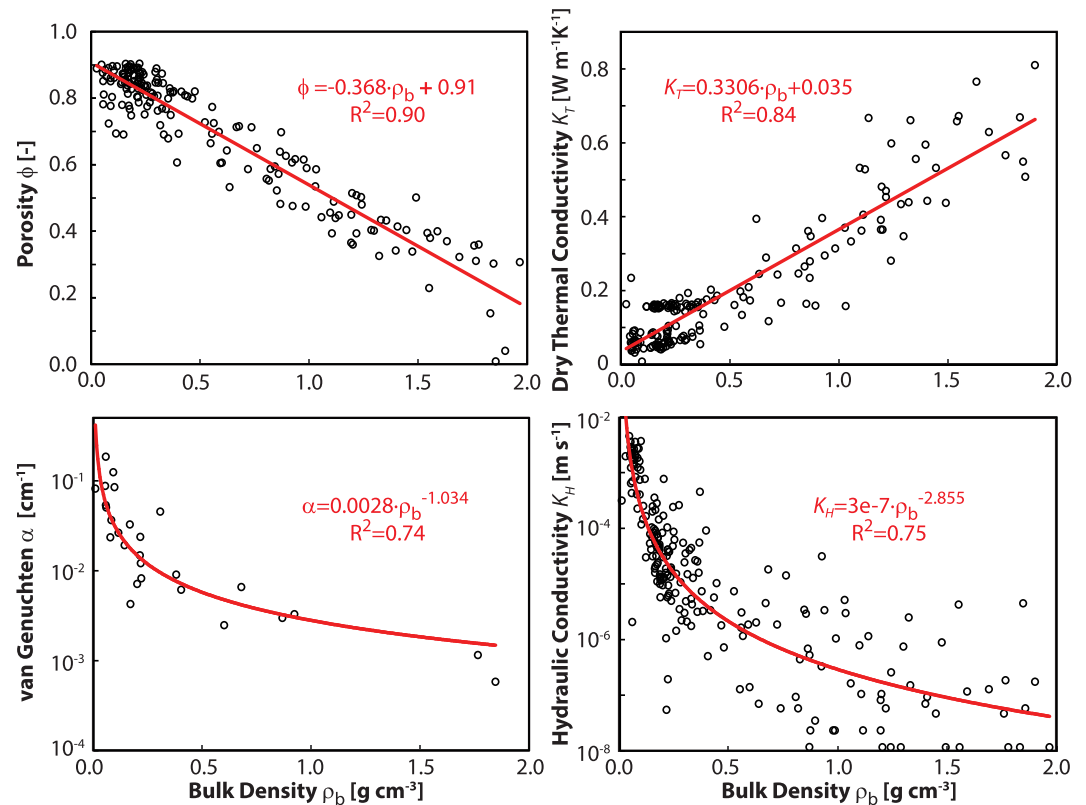 1.0
0.8
0.6
0.4
0.2
0.0
Porosity ϕ [-]
ϕ =-0.368·ρb + 0.91
R²=0.90
0.0 0.5 1.0 1.5 2.0
0.8
0.6
0.4
0.2
0
Dry Thermal Conductivity KT [W m⁻¹K⁻¹]
KT=0.3306·ρb+0.035
R²=0.84
0.0 0.5 1.0 1.5 2.0
10⁻¹
10⁻²
10⁻³
10⁻⁴
van Genuchten α [cm⁻¹]
α=0.0028·ρb⁻¹·⁰³⁴
R²=0.74
0.0 0.5 1.0 1.5 2.0
Bulk Density ρb [g cm⁻³]
10⁻²
10⁻⁴
10⁻⁶
10⁻⁸
Hydraulic Conductivity KH [m s⁻¹]
KH=3e-7·ρb⁻²·⁸⁵⁵
R²=0.75
0.0 0.5 1.0 1.5 2.0
Bulk Density ρb [g cm⁻³]